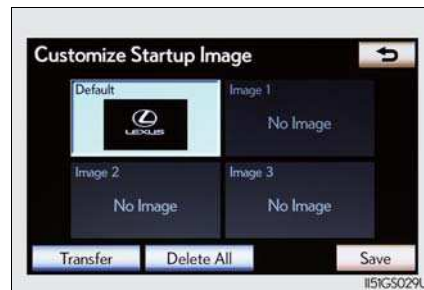 Customize Startup Image
Default
Image 1
LEXUS
No Image
Image 2
Image 3
No Image
No Image
Transfer
Delete All
Save
II51GS029U